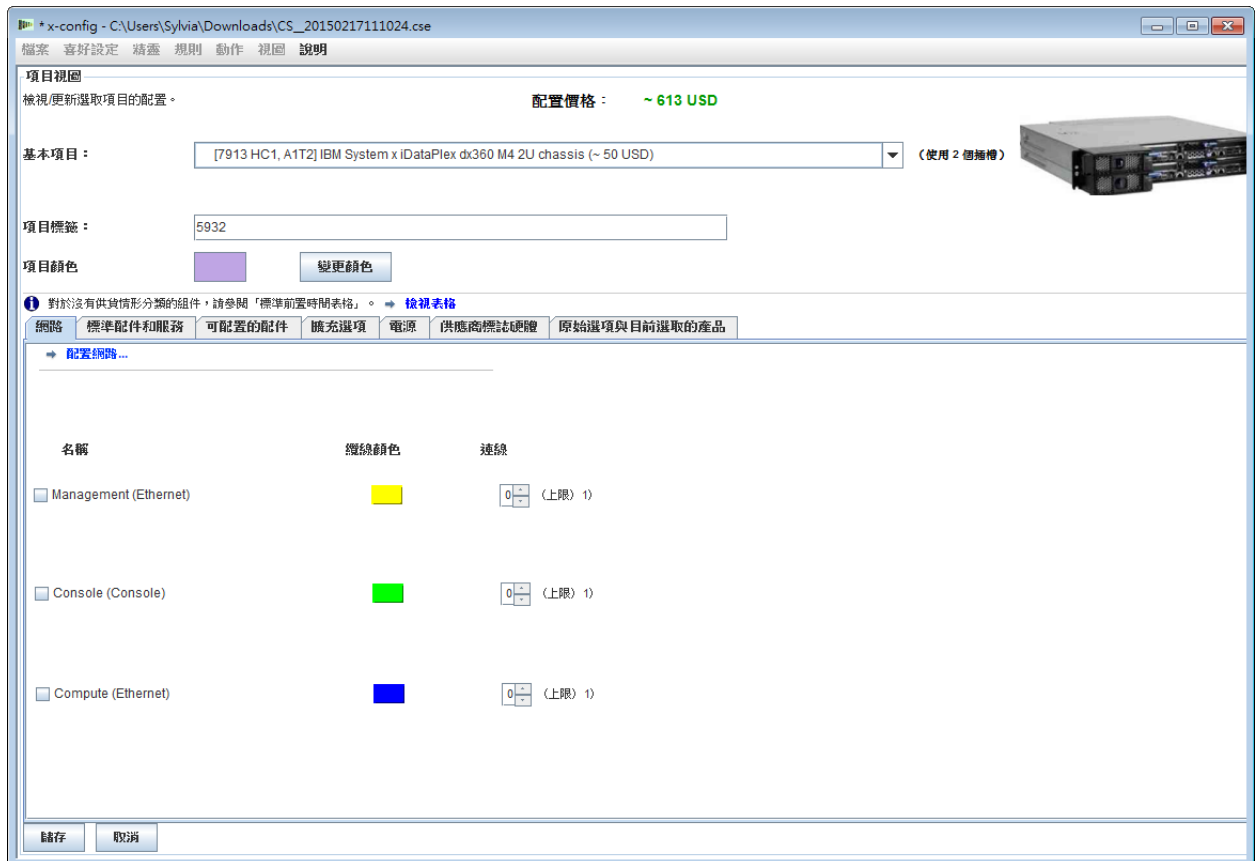 * x-config - C:\Users\Sylvia\Downloads\CS_20150217111024.cse
檔案 喜好設定 精靈 規則 動作 視圖 說明
項目視圖
檢視/更新選取項目的配置。 配置價格： ~ 613 USD
基本項目： [7913 HC1, A1T2] IBM System x iDataPlex dx360 M4 2U chassis (~ 50 USD) （使用 2 個插槽）
項目標籤： 5932
項目顏色 變更顏色
對於沒有供貨情形分類的組件，請參閱「標準前置時間表格」。 檢視表格
網路 標準配件和服務 可配置的配件 擴充選項 電源 供應商標誌硬體 原始選項與目前選取的產品
配置網路...
名稱 纜線顏色 連線
Management (Ethernet) 0 （上限）1)
Console (Console) 0 （上限）1)
Compute (Ethernet) 0 （上限）1)
儲存 取消